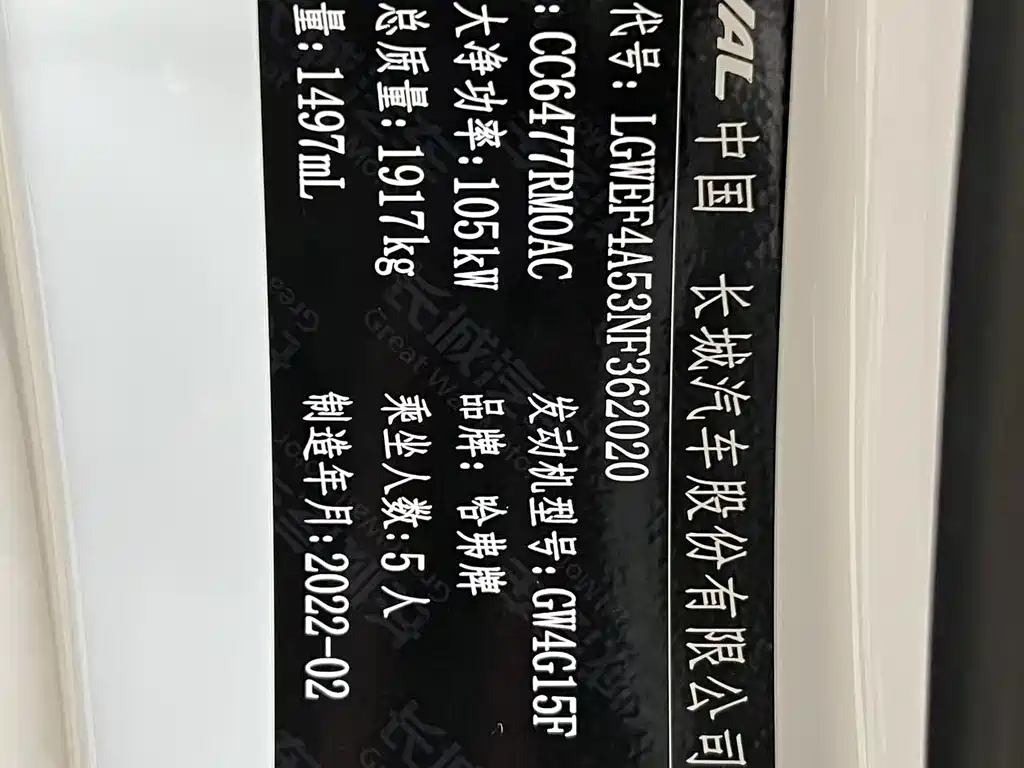 VAL 中国 长城汽车股份有限公司
代号: LGWEF4A53NF362020
: CC6477RM0AC 发动机型号: GW4G15F
大净功率: 105kW 品牌: 哈弗牌
总质量: 1917kg 乘坐人数: 5人
量: 1497mL 制造年月: 2022-02